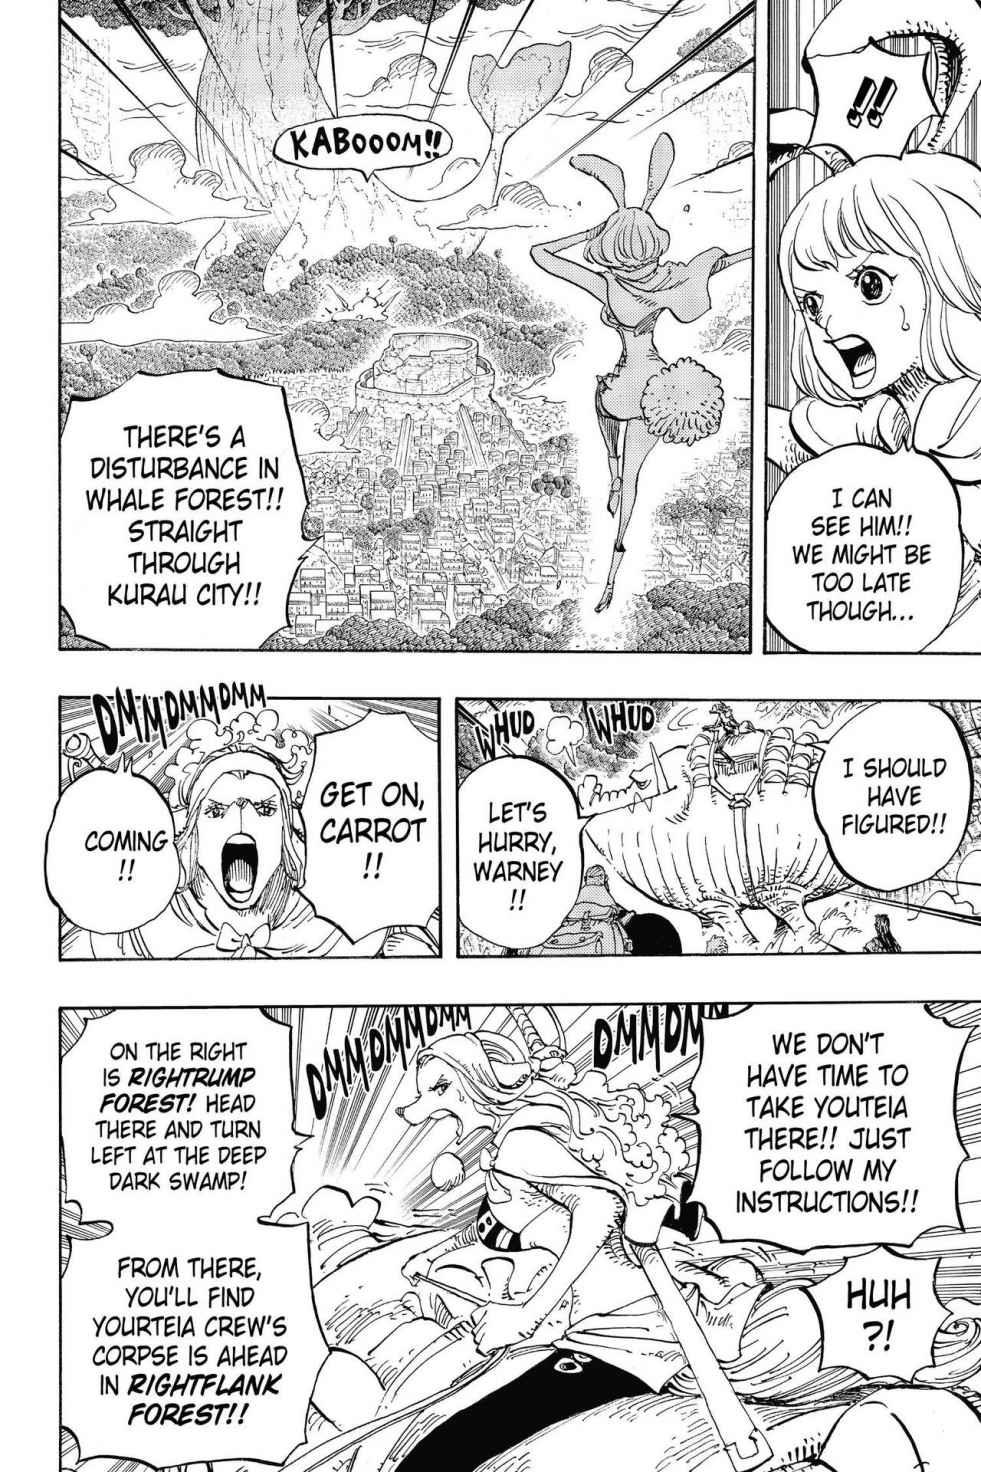 !!
I CAN
SEE HIM!!
WE MIGHT BE
TOO LATE
THOUGH...
KABOOOM!!
THERE'S A
DISTURBANCE IN
WHALE FOREST!!
STRAIGHT
THROUGH
KURAU CITY!!
I SHOULD
HAVE
FIGURED!!
WHUD
WHUD
LET'S
HURRY,
WARNEY
!!
GET ON,
CARROT
!!
DMMDMMDMM
COMING
!!
WE DON'T
HAVE TIME TO
TAKE YOUTEIA
THERE!! JUST
FOLLOW MY
INSTRUCTIONS!!
HUH
?!
DMMDM
DMMDMMDMM
ON THE RIGHT
IS RIGHTRUMP
FOREST! HEAD
THERE AND TURN
LEFT AT THE DEEP
DARK SWAMP!
FROM THERE,
YOU'LL FIND
YOURTEIA CREW'S
CORPSE IS AHEAD
IN RIGHTFLANK
FOREST!!